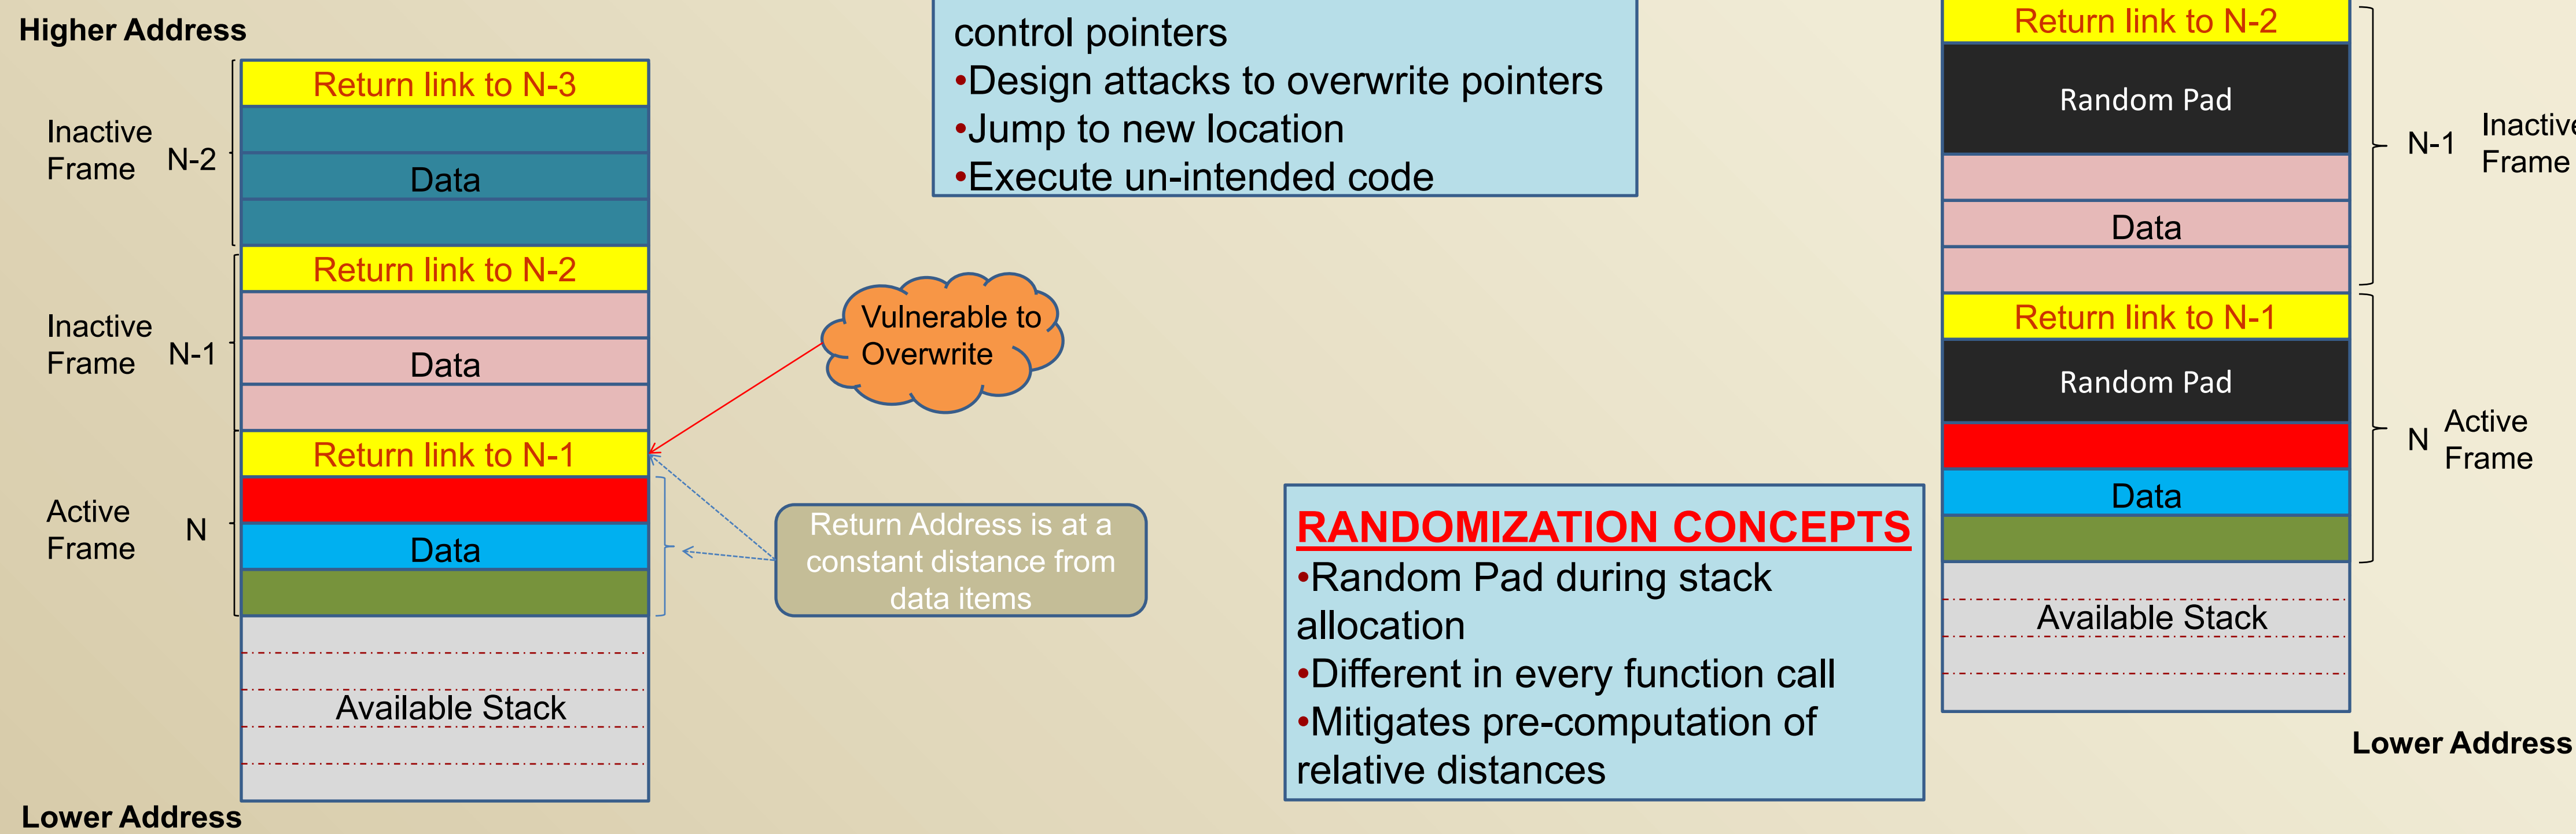 Higher Address
Return link to N-3
Inactive
Frame
N-2
Data
Return link to N-2
Inactive
Frame
N-1
Data
Return link to N-1
Active
Frame
N
Data
Available Stack
Lower Address
control pointers
•Design attacks to overwrite pointers
•Jump to new location
•Execute un-intended code
Vulnerable to
Overwrite
Return Address is at a
constant distance from
data items
RANDOMIZATION CONCEPTS
•Random Pad during stack
allocation
•Different in every function call
•Mitigates pre-computation of
relative distances
Return link to N-2
Random Pad
N-1
Inactive
Frame
Data
Return link to N-1
Random Pad
N
Active
Frame
Data
Available Stack
Lower Address